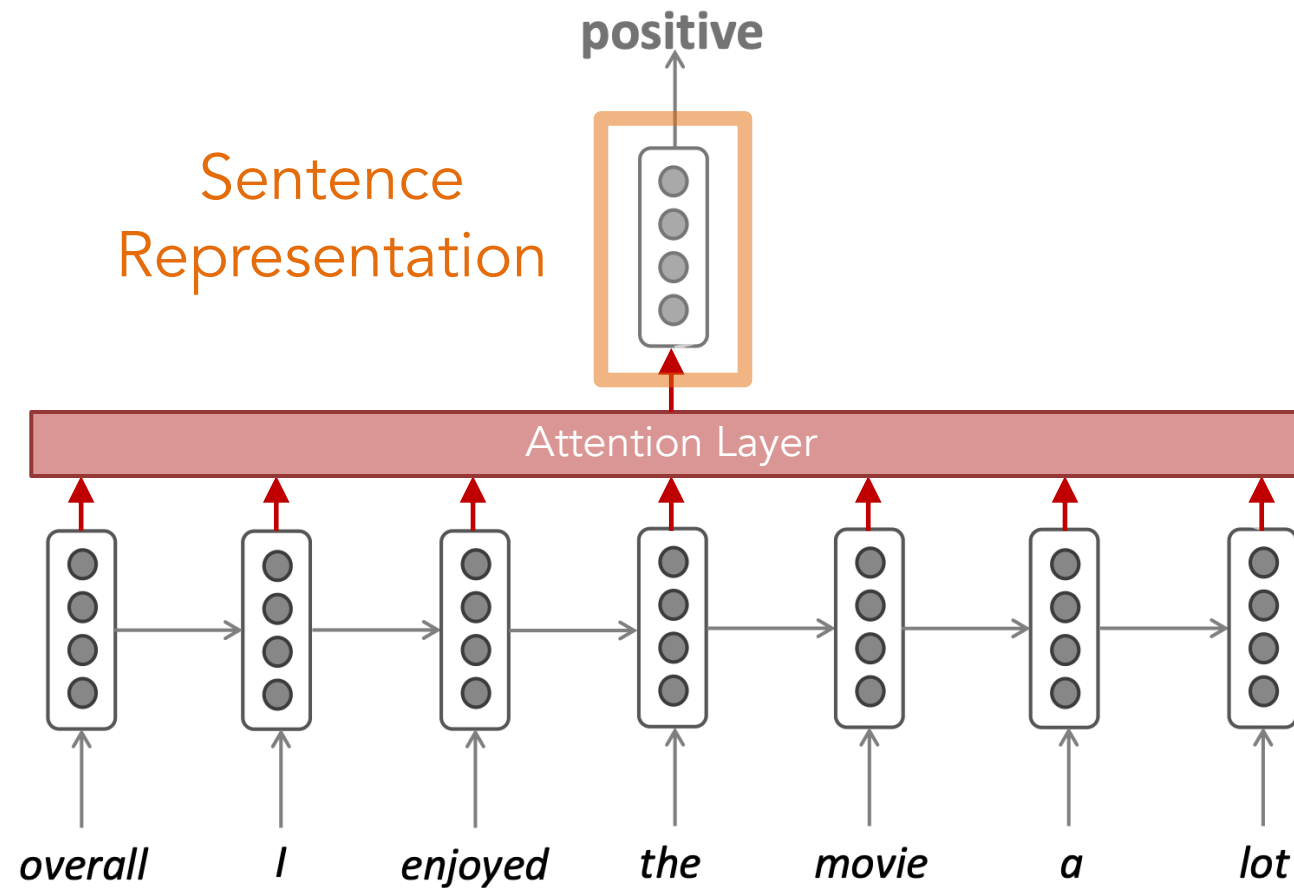 positive
Sentence
Representation
Attention Layer
overall I enjoyed the movie a lot